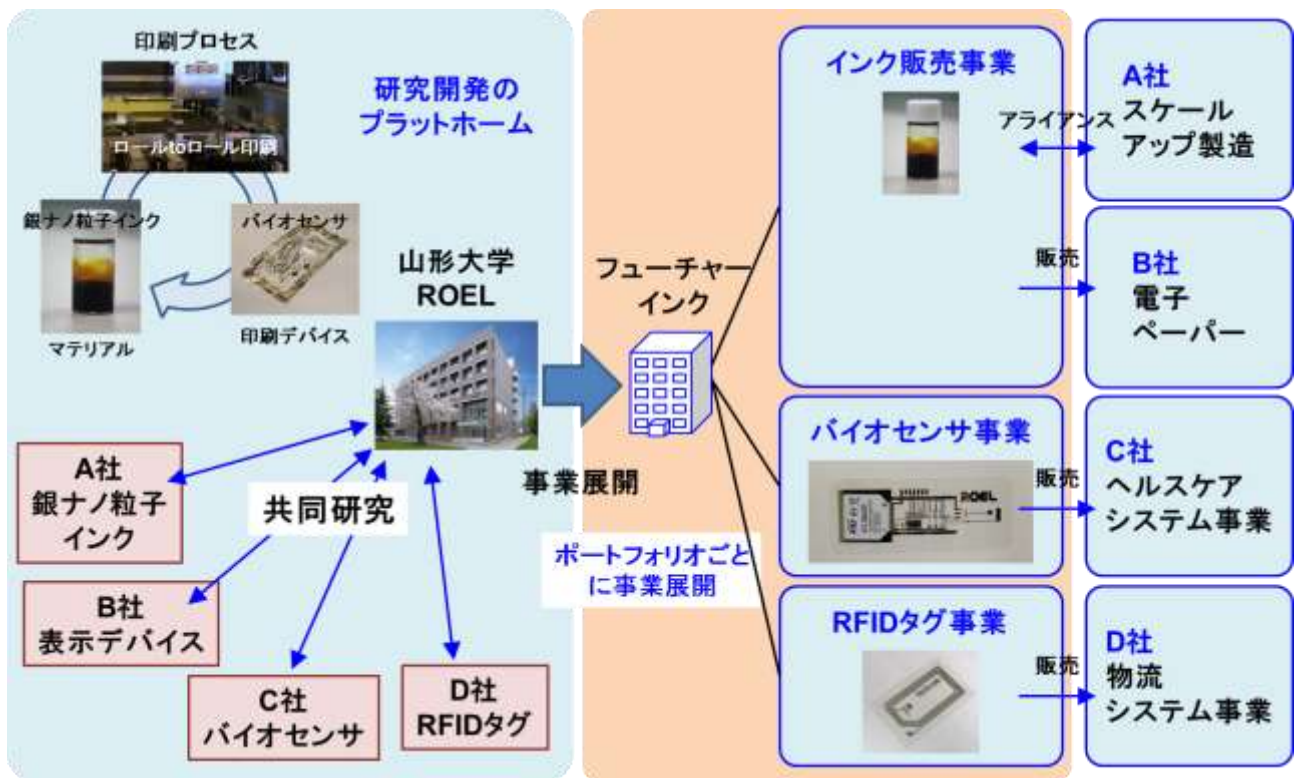 印刷プロセス
ロールtoロール印刷
研究開発の
プラットホーム
銀ナノ粒子インク
マテリアル
バイオセンサ
印刷デバイス
山形大学
ROEL
A社
銀ナノ粒子
インク
共同研究
B社
表示デバイス
C社
バイオセンサ
D社
RFIDタグ
事業展開
フューチャー
インク
ポートフォリオごと
に事業展開
インク販売事業
アライアンス
販売
バイオセンサ事業
ROEL
販売
RFIDタグ事業
販売
A社
スケール
アップ製造
B社
電子
ペーパー
C社
ヘルスケア
システム事業
D社
物流
システム事業